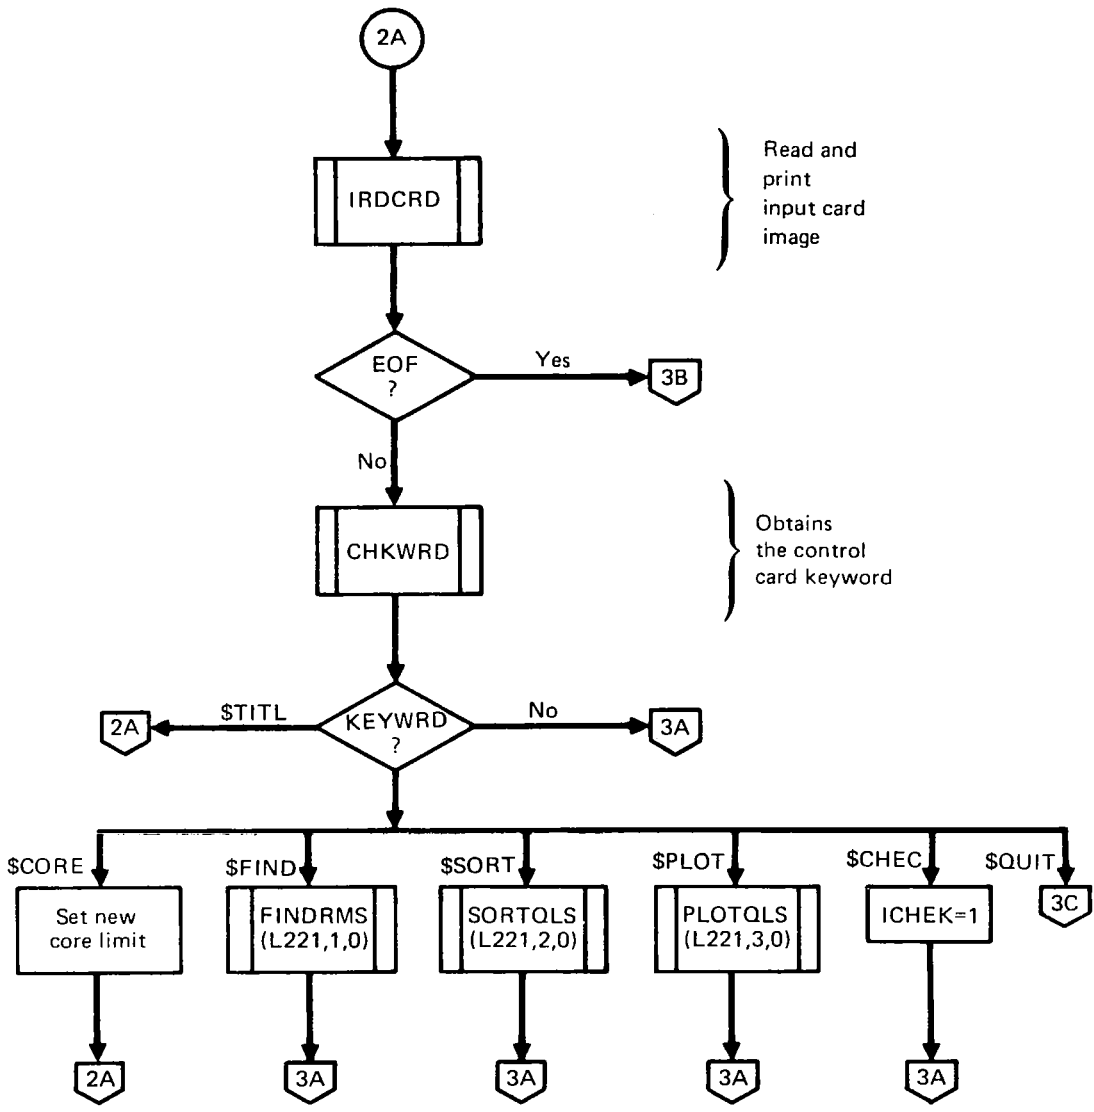 2A
IRDCRD
Read and
print
input card
image
EOF
?
Yes
3B
No
CHKWRD
Obtains
the control
card keyword
$TITL
2A
KEYWRD
?
No
3A
$CORE
$FIND
$SORT
$PLOT
$CHEC
$QUIT
Set new
core limit
FINDRMS
(L221,1,0)
SORTQLS
(L221,2,0)
PLOTQLS
(L221,3,0)
ICHEK=1
3C
2A
3A
3A
3A
3A